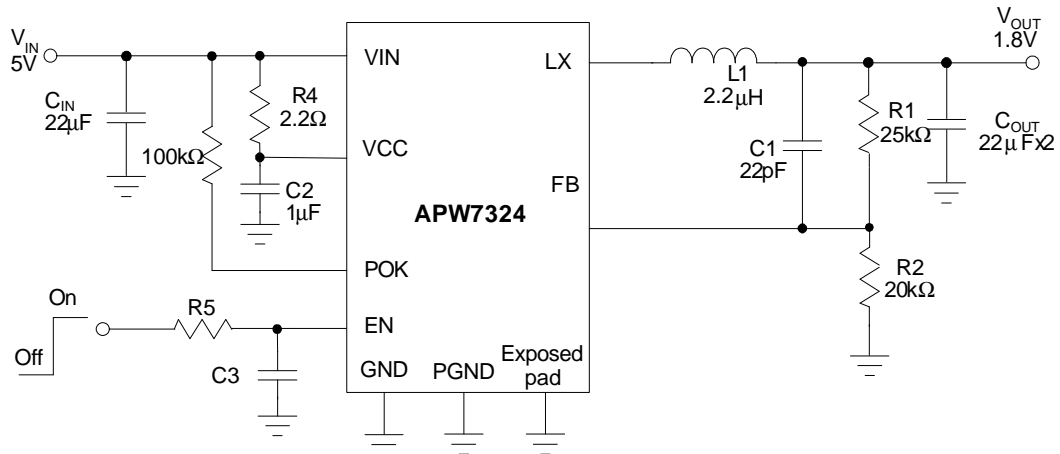 VIN
5V
CIN
22μF
100kΩ
R4
2.2Ω
C2
1μF
On
Off
R5
C3
VIN
VCC
POK
EN
GND
PGND
Exposed
pad
APW7324
LX
FB
L1
2.2μH
C1
22pF
R1
25kΩ
R2
20kΩ
COUT
22μFx2
VOUT
1.8V